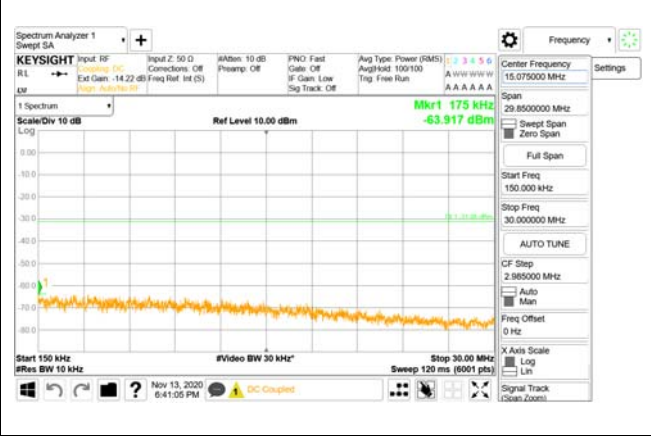 Spectrum Analyzer 1
Swept SA
+
Frequency
KEYSIGHT
RL
Input: RF
Coupling: DC
Ext Gain: -14.22 dB
Align: Auto/No RF
Input Z: 50 Ω
Corrections: Off
Freq Ref: Int (S)
#Atten: 10 dB
Preamp: Off
PNO: Fast
Gate: Off
IF Gain: Low
Sig Track: Off
Avg Type: Power (RMS)
Avg|Hold: 100/100
Trig: Free Run
1 2 3 4 5 6
A W W W W W
A A A A A A
1 Spectrum
Scale/Div 10 dB
Ref Level 10.00 dBm
Mkr1 175 kHz
-63.917 dBm
Log
0.00
-10.0
-20.0
-30.0
-40.0
-50.0
-60.0
-70.0
-80.0
1
Start 150 kHz
#Res BW 10 kHz
#Video BW 30 kHz*
Stop 30.00 MHz
Sweep 120 ms (6001 pts)
Nov 13, 2020
6:41:05 PM
DC Coupled
Center Frequency
15.075000 MHz
Settings
Span
29.8500000 MHz
Swept Span
Zero Span
Full Span
Start Freq
150.000 kHz
Stop Freq
30.000000 MHz
AUTO TUNE
CF Step
2.985000 MHz
Auto
Man
Freq Offset
0 Hz
X Axis Scale
Log
Lin
Signal Track
(Span Zoom)